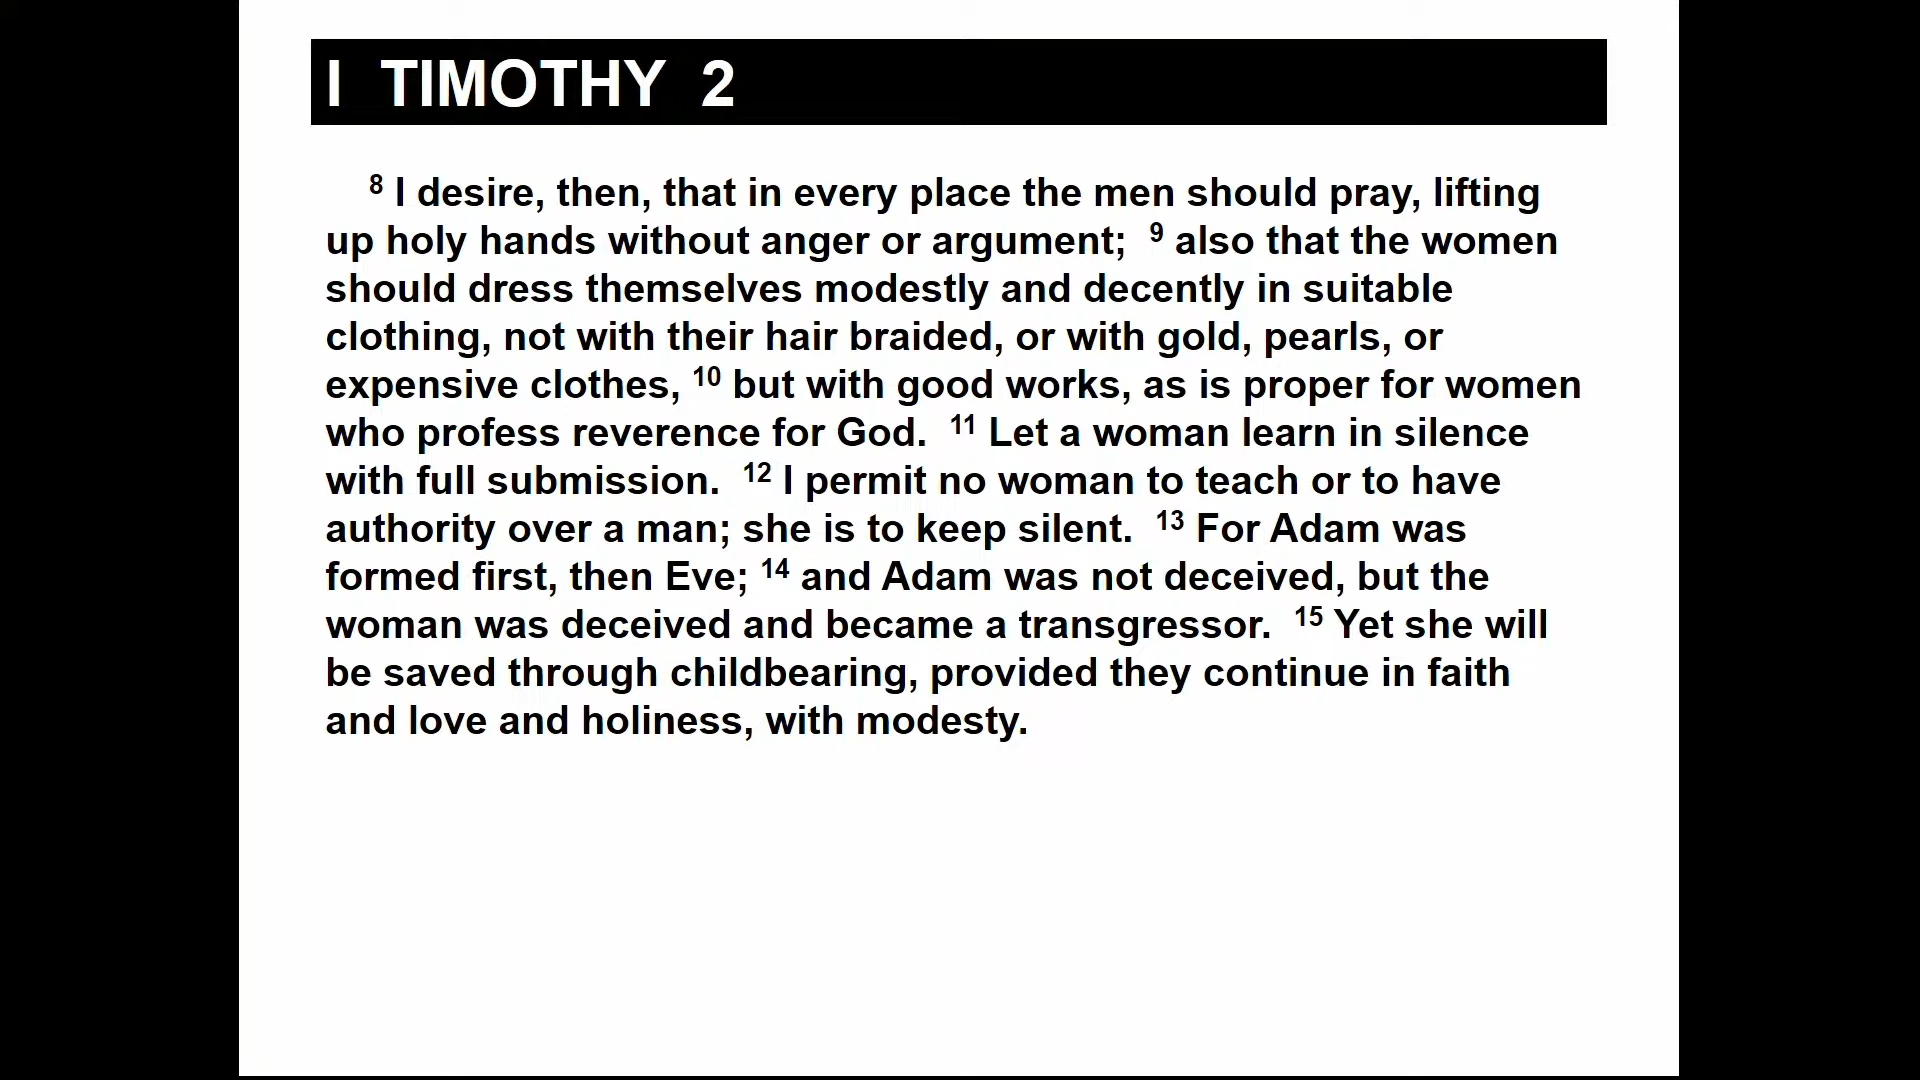 I TIMOTHY 2
8 I desire, then, that in every place the men should pray, lifting
up holy hands without anger or argument; 9 also that the women
should dress themselves modestly and decently in suitable
clothing, not with their hair braided, or with gold, pearls, or
expensive clothes, 10 but with good works, as is proper for women
who profess reverence for God. 11 Let a woman learn in silence
with full submission. 12 I permit no woman to teach or to have
authority over a man; she is to keep silent. 13 For Adam was
formed first, then Eve; 14 and Adam was not deceived, but the
woman was deceived and became a transgressor. 15 Yet she will
be saved through childbearing, provided they continue in faith
and love and holiness, with modesty.